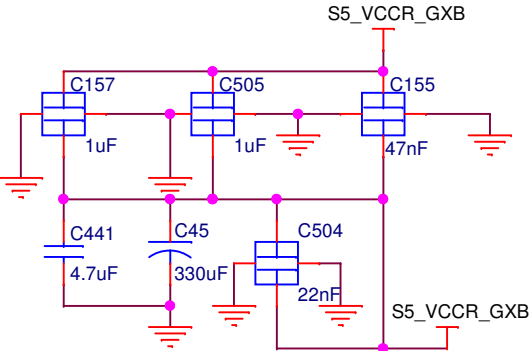 S5_VCCR_GXB
C157
C505
C155
1uF
1uF
47nF
C441
C45
C504
4.7uF
330uF
22nF
S5_VCCR_GXB